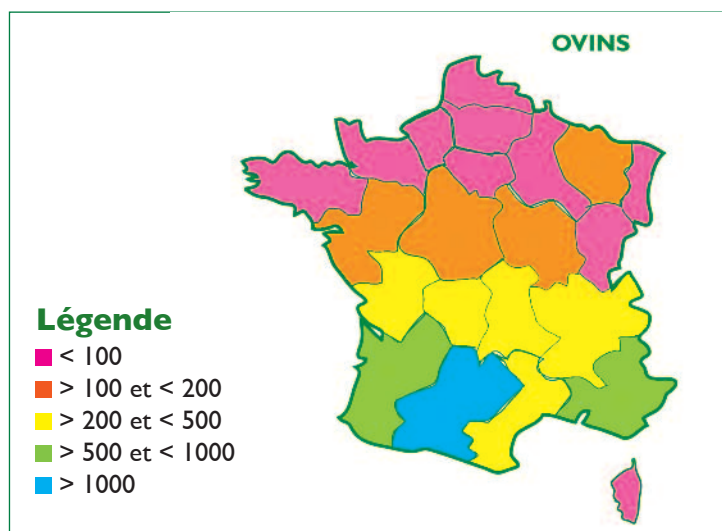 OVINS
Légende
< 100
> 100 et < 200
> 200 et < 500
> 500 et < 1000
> 1000